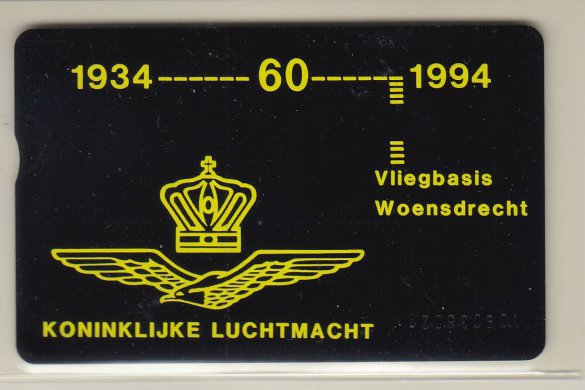 1934------60-----1994
Vliegbasis
Woensdrecht
KONINKLIJKE LUCHTMACHT